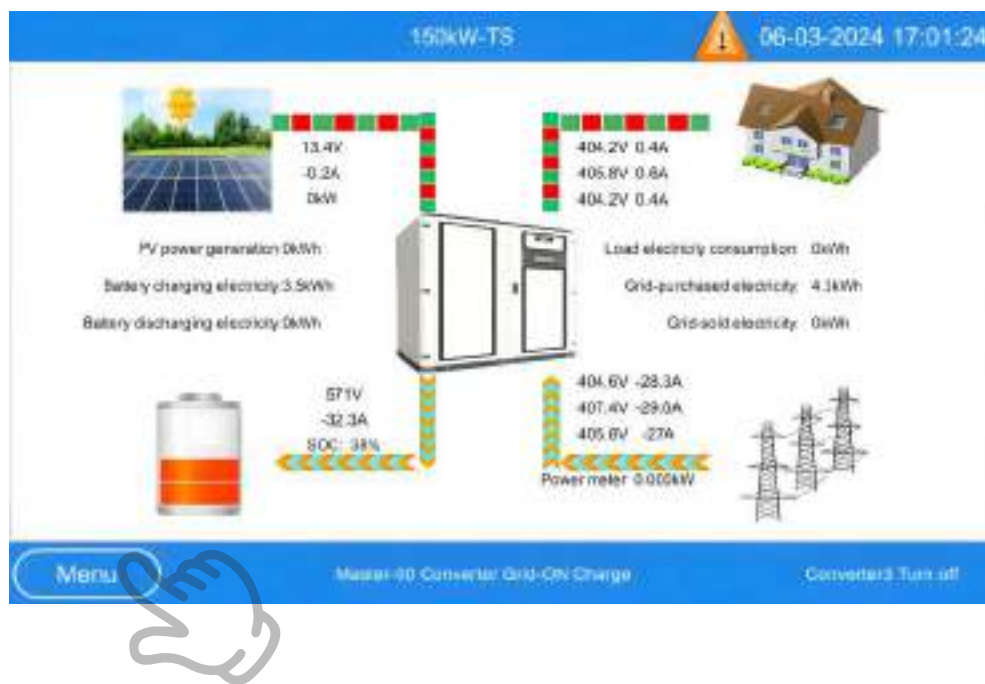 150kW-TS
06-03-2024 17:01:24
13.4V
-0.2A
0kW
404.2V 0.4A
405.8V 0.6A
404.2V 0.4A
PV power generation 0kWh
Battery charging electricity 3.5kWh
Battery discharging electricity 0kWh
Load electricity consumption: 0kWh
Grid-purchased electricity: 4.1kWh
Grid-sold electricity: 0kWh
571V
-32.3A
SOC: 38%
404.6V -28.3A
407.4V -29.0A
405.8V -27A
Power meter 0.000kW
Menu
Master-00 Converter Grid-ON Charge
Converter3 Turn off